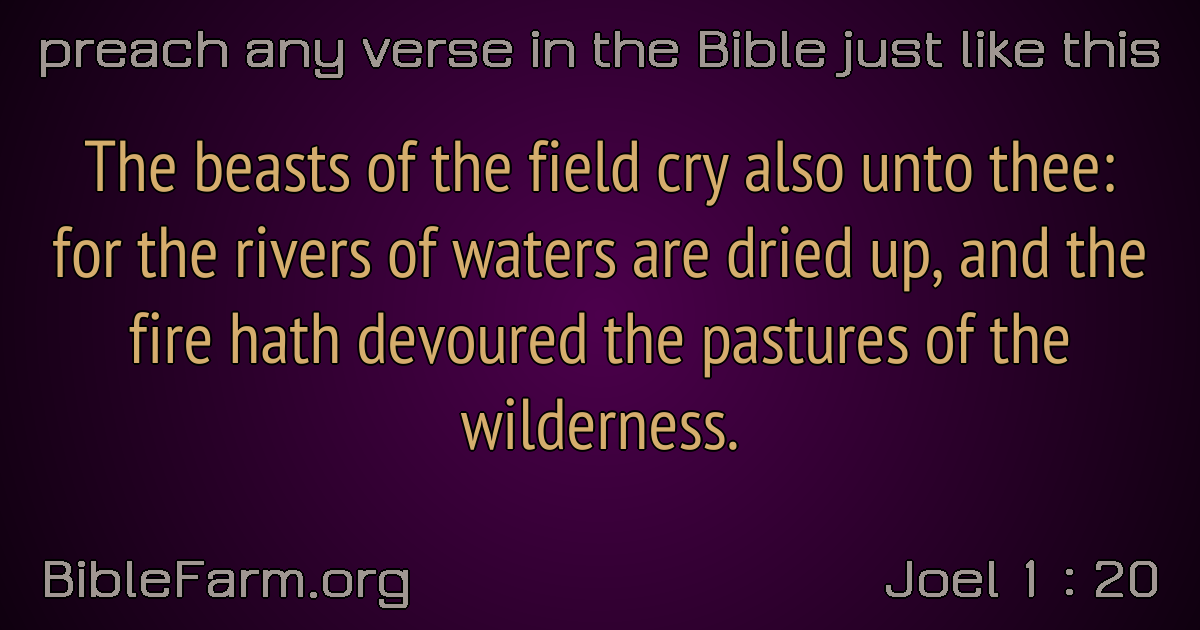 preach any verse in the Bible just like this
The beasts of the field cry also unto thee:
for the rivers of waters are dried up, and the
fire hath devoured the pastures of the
wilderness.
BibleFarm.org
Joel 1 : 20